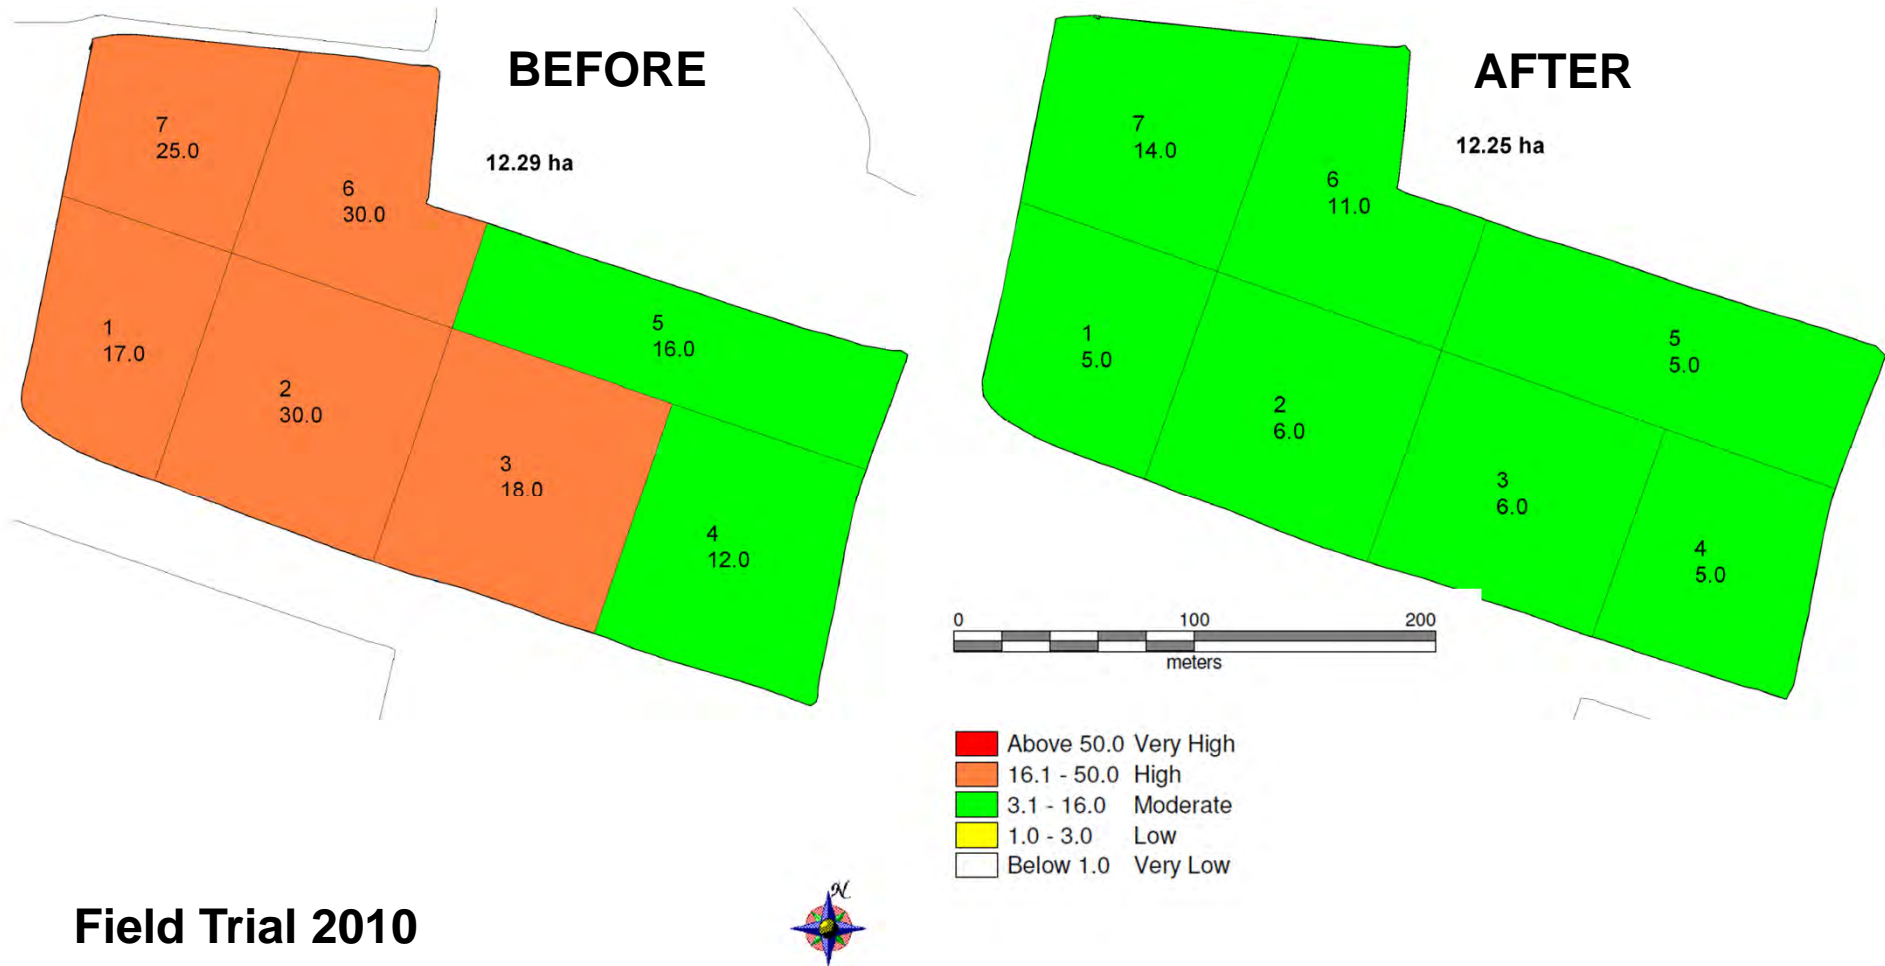 BEFORE
7
25.0
6
30.0
12.29 ha
1
17.0
2
30.0
3
18.0
5
16.0
4
12.0
AFTER
7
14.0
6
11.0
12.25 ha
1
5.0
2
6.0
3
6.0
5
5.0
4
5.0
0 100 200
meters
Above 50.0 Very High
16.1 - 50.0 High
3.1 - 16.0 Moderate
1.0 - 3.0 Low
Below 1.0 Very Low
N
Field Trial 2010